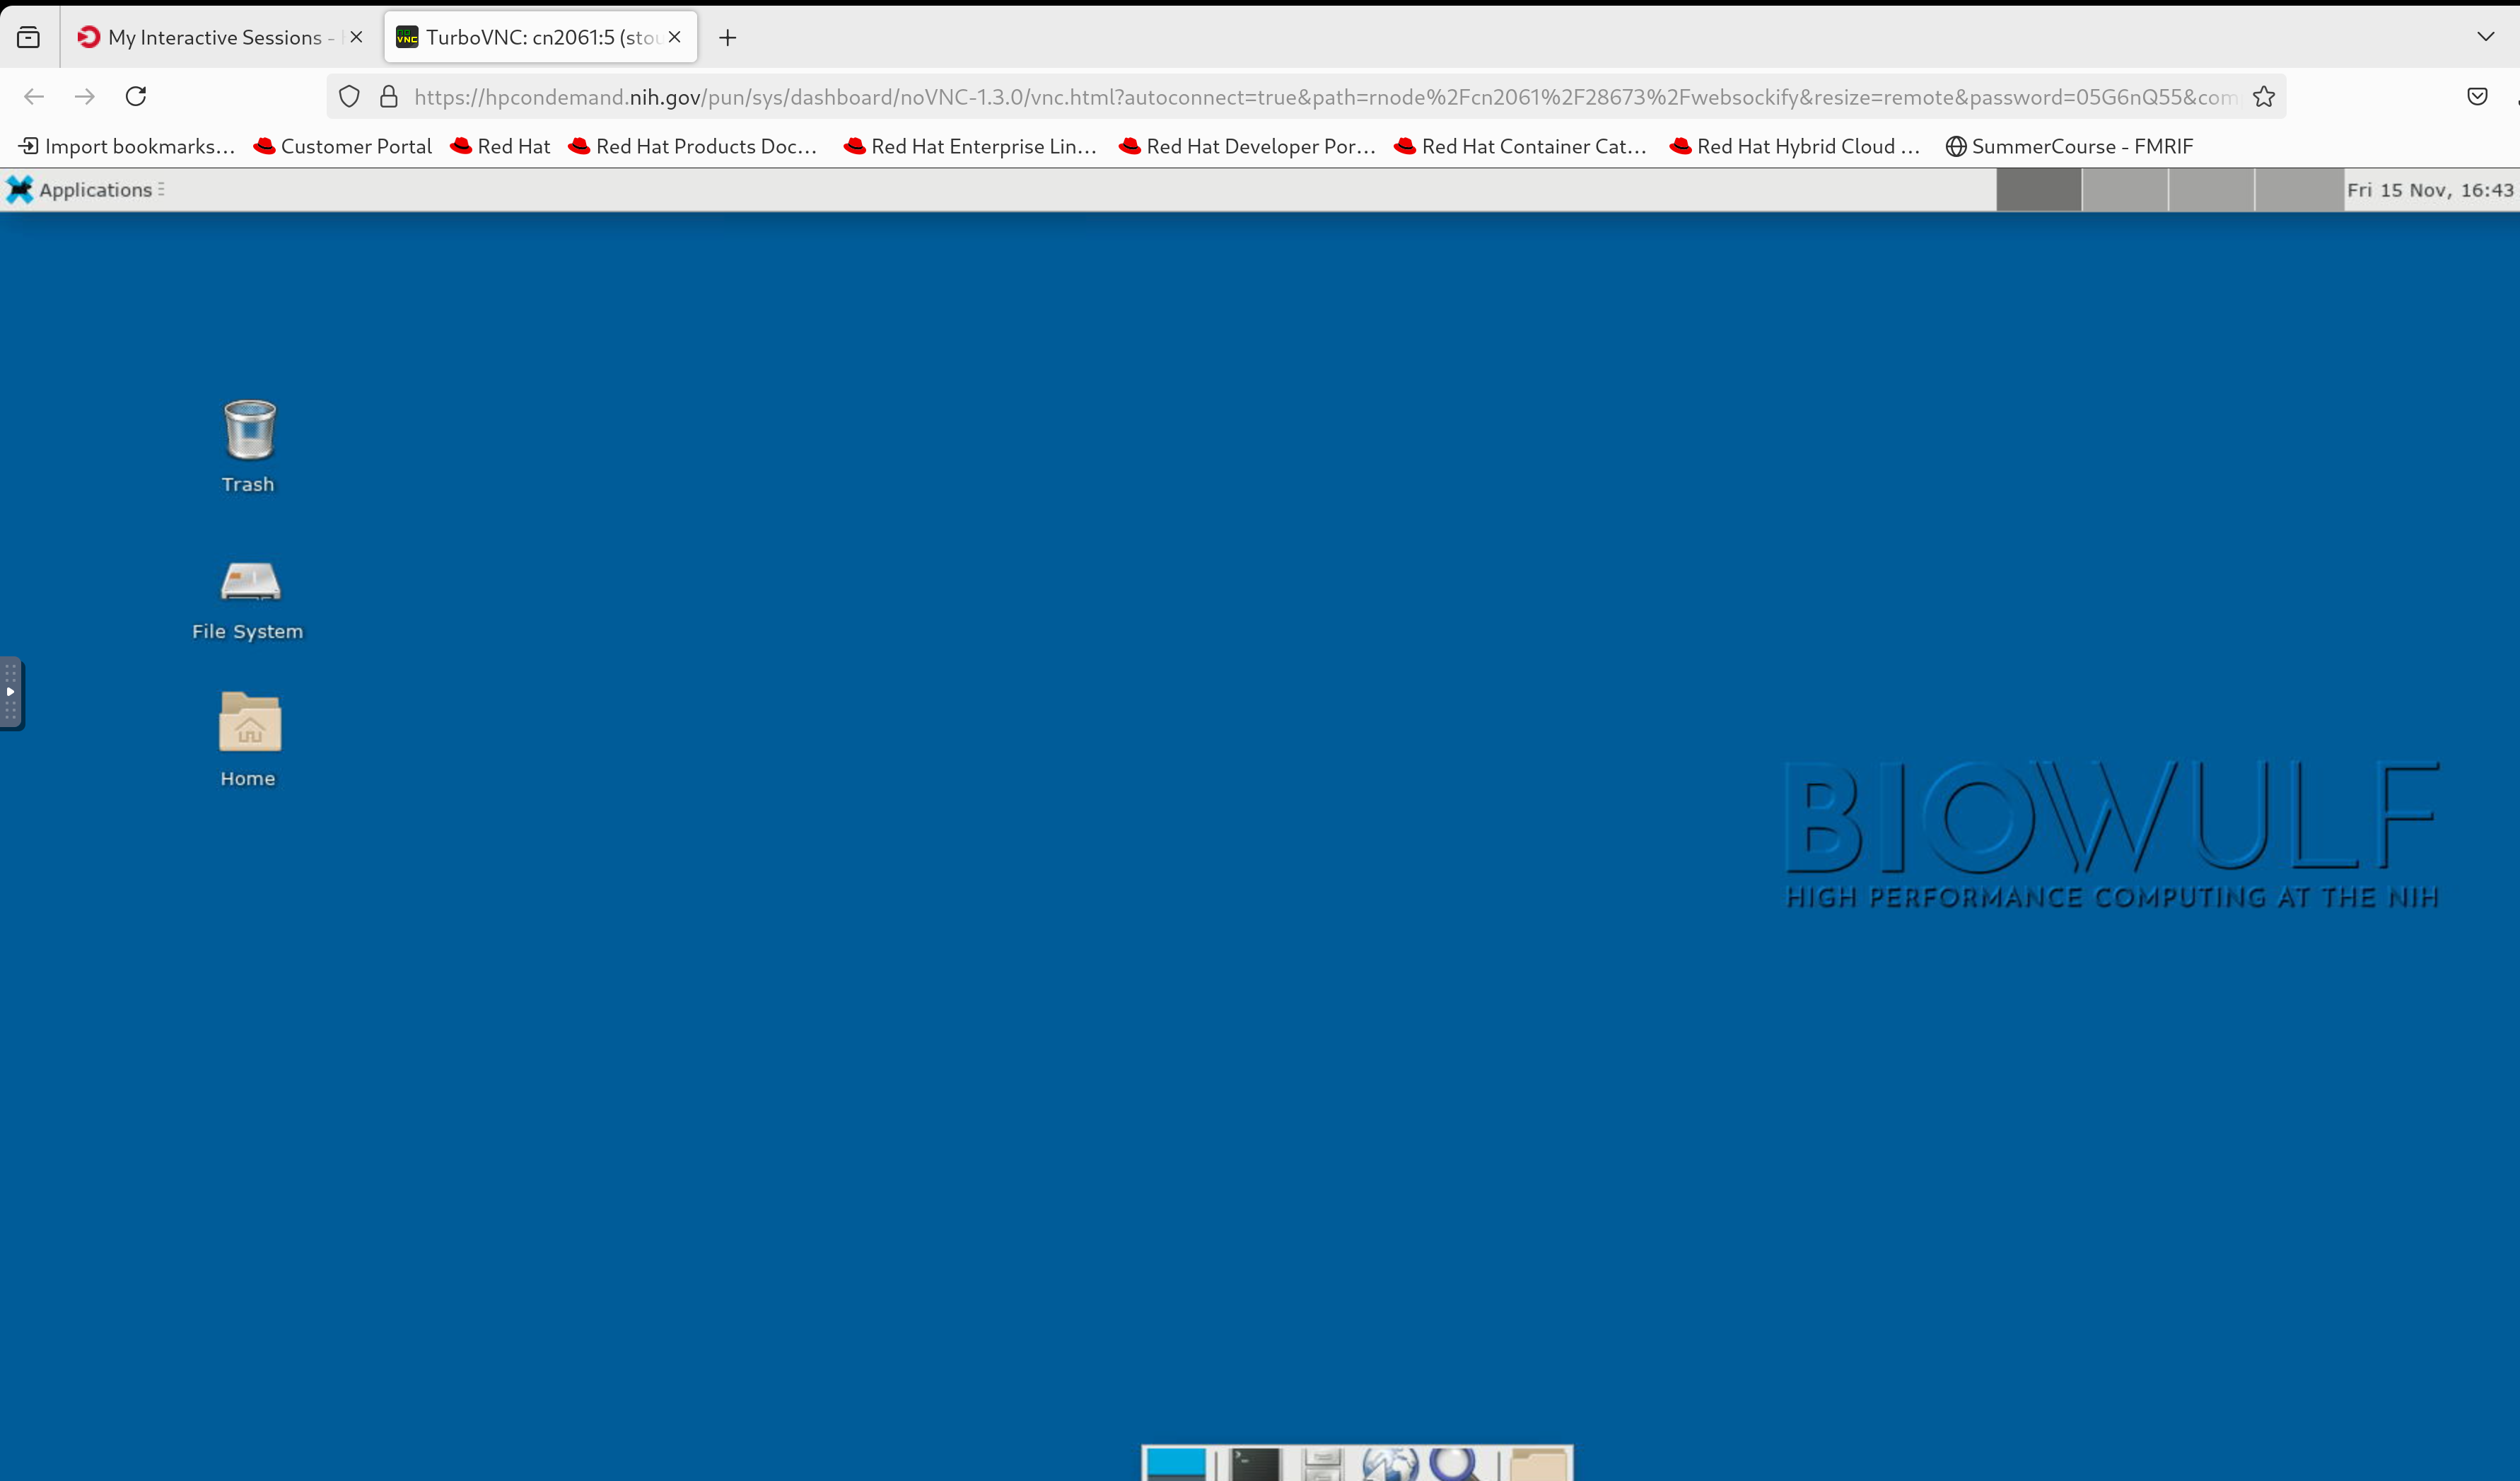 My Interactive Sessions -
TurboVNC: cn2061:5 (stou
https://hpcondemand.nih.gov/pun/sys/dashboard/noVNC-1.3.0/vnc.html?autoconnect=true&path=rnode%2Fcn2061%2F28673%2Fwebsockify&resize=remote&password=05G6nQ55&com
Import bookmarks... Customer Portal Red Hat Red Hat Products Doc... Red Hat Enterprise Lin... Red Hat Developer Por... Red Hat Container Cat... Red Hat Hybrid Cloud ... SummerCourse - FMRIF
Applications Fri 15 Nov, 16:43
Trash
File System
Home
BIOWULF
HIGH PERFORMANCE COMPUTING AT THE NIH